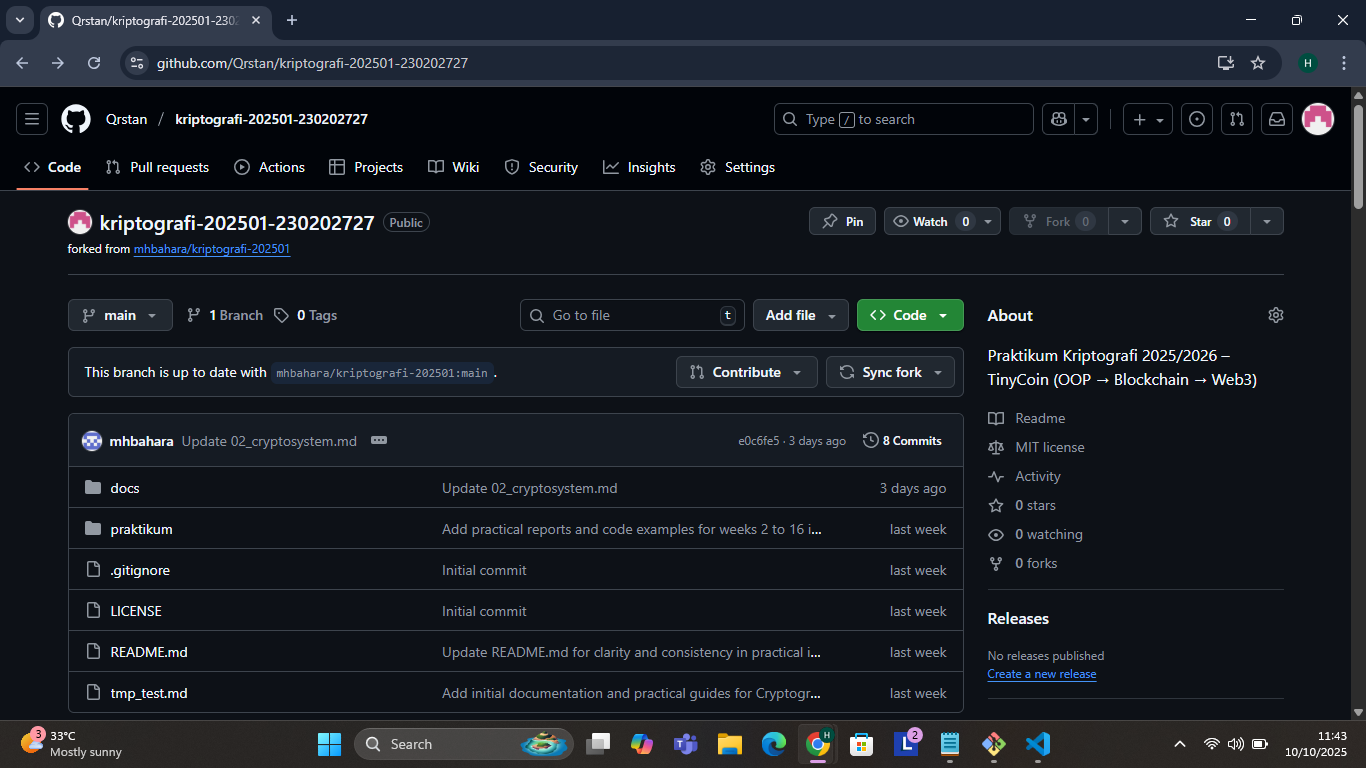 Qrstan/kriptografi-202501-2302
github.com/Qrstan/kriptografi-202501-230202727
H
Qrstan / kriptografi-202501-230202727
Type / to search
Code Pull requests Actions Projects Wiki Security Insights Settings
kriptografi-202501-230202727 Public
Pin Watch 0 Fork 0 Star 0
forked from mhbahara/kriptografi-202501
main 1 Branch 0 Tags Go to file t Add file Code
About
This branch is up to date with mhbahara/kriptografi-202501:main . Contribute Sync fork
Praktikum Kriptografi 2025/2026 –
TinyCoin (OOP → Blockchain → Web3)
Readme
MIT license
Activity
0 stars
0 watching
0 forks
mhbahara Update 02_cryptosystem.md e0c6fe5 · 3 days ago 8 Commits
docs Update 02_cryptosystem.md 3 days ago
praktikum Add practical reports and code examples for weeks 2 to 16 i... last week
.gitignore Initial commit last week
LICENSE Initial commit last week
README.md Update README.md for clarity and consistency in practical i... last week
tmp_test.md Add initial documentation and practical guides for Cryptogr... last week
Releases
No releases published
Create a new release
3
33°C
Mostly sunny
Search
H
L
2
11:43
10/10/2025